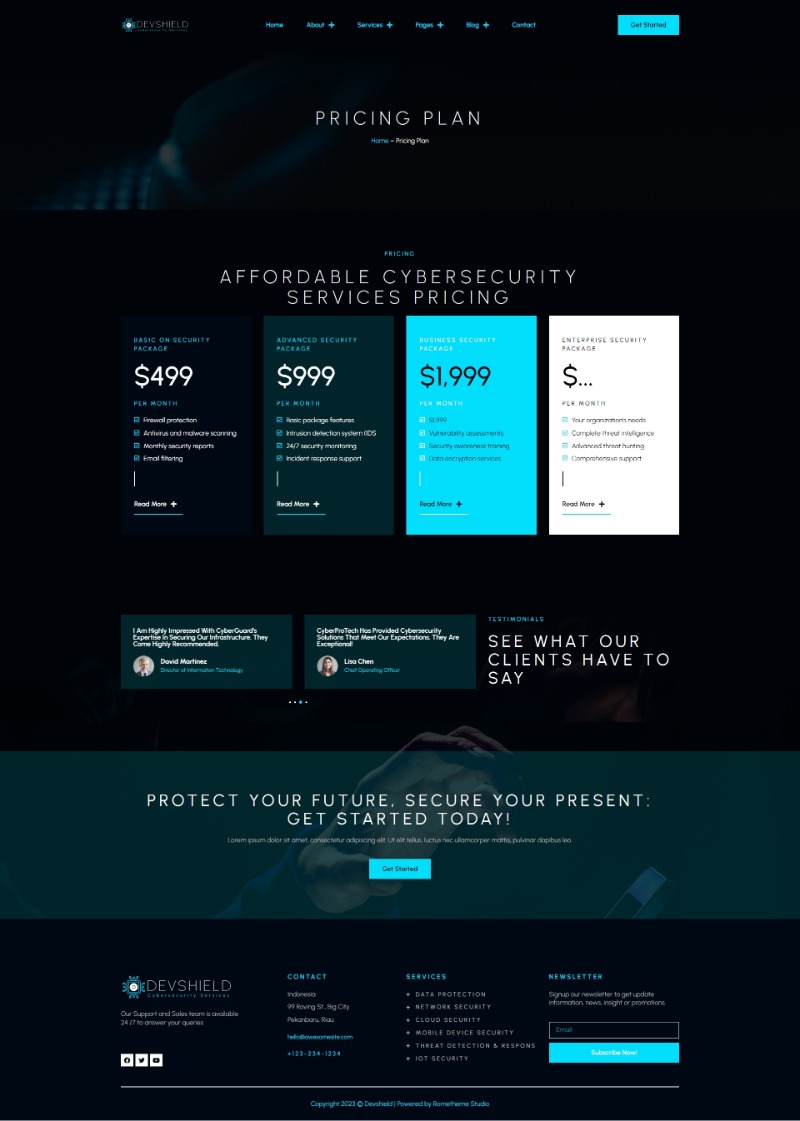 DEVSHIELD
Cybersecurity Services
Home About Services Pages Blog Contact
Get Started
PRICING PLAN
Home – Pricing Plan
PRICING
AFFORDABLE CYBERSECURITY
SERVICES PRICING
BASIC ON SECURITY
PACKAGE
$499
PER MONTH
Firewall protection
Antivirus and malware scanning
Monthly security reports
Email filtering
Read More
ADVANCED SECURITY
PACKAGE
$999
PER MONTH
Basic package features
Intrusion detection system (IDS
24/7 security monitoring
Incident response support
Read More
BUSINESS SECURITY
PACKAGE
$1,999
PER MONTH
$1,999
Vulnerability assessments
Security awareness training
Data encryption services
Read More
ENTERPRISE SECURITY
PACKAGE
$...
PER MONTH
Your organization's needs
Complete threat intelligence
Advanced threat hunting
Comprehensive support
Read More
I Am Highly Impressed With CyberGuard's
Expertise In Securing Our Infrastructure. They
Come Highly Recommended.
David Martinez
Director of Information Technology
CyberProTech Has Provided Cybersecurity
Solutions That Meet Our Expectations. They Are
Exceptional!
Lisa Chen
Chief Operating Officer
TESTIMONIALS
SEE WHAT OUR
CLIENTS HAVE TO
SAY
PROTECT YOUR FUTURE, SECURE YOUR PRESENT:
GET STARTED TODAY!
Lorem ipsum dolor sit amet, consectetur adipiscing elit. Ut elit tellus, luctus nec ullamcorper mattis, pulvinar dapibus leo.
Get Started
DEVSHIELD
Cybersecurity Services
Our Support and Sales team is available
24 /7 to answer your queries
CONTACT
Indonesia
99 Roving St., Big City
Pekanbaru, Riau
hello@awesomesite.com
+123-234-1234
SERVICES
DATA PROTECTION
NETWORK SECURITY
CLOUD SECURITY
MOBILE DEVICE SECURITY
THREAT DETECTION & RESPONS
IOT SECURITY
NEWSLETTER
Signup our newsletter to get update
information, news, insight or promotions.
Email
Subscribe Now!
Copyright 2023 © Devshield | Powered by Rometheme Studio